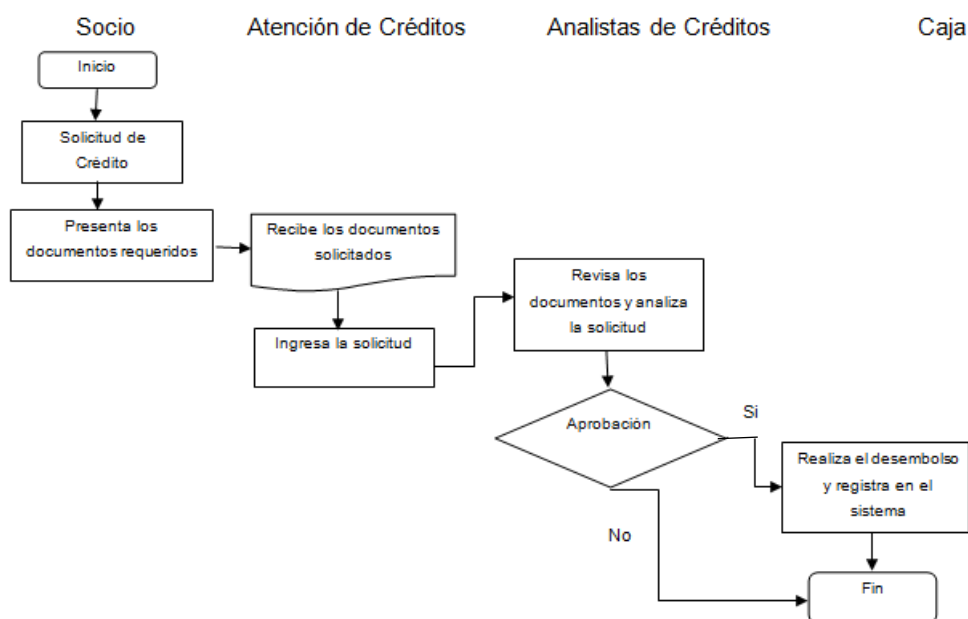 Socio
Atención de Créditos
Analistas de Créditos
Caja
Inicio
Solicitud de
Crédito
Presenta los
documentos requeridos
Recibe los documentos
solicitados
Ingresa la solicitud
Revisa los
documentos y analiza
la solicitud
Aprobación
Si
No
Realiza el desembolso
y registra en el
sistema
Fin